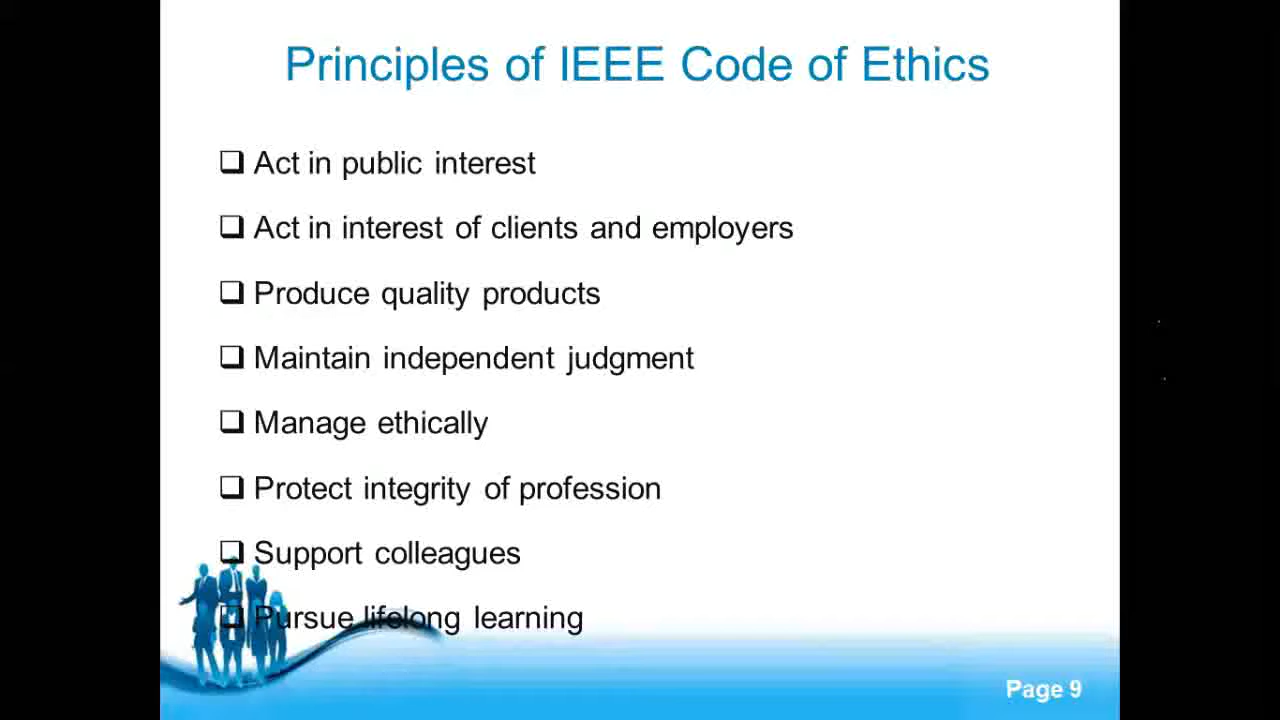 Principles of IEEE Code of Ethics
Act in public interest
Act in interest of clients and employers
Produce quality products
Maintain independent judgment
Manage ethically
Protect integrity of profession
Support colleagues
Pursue lifelong learning
Page 9